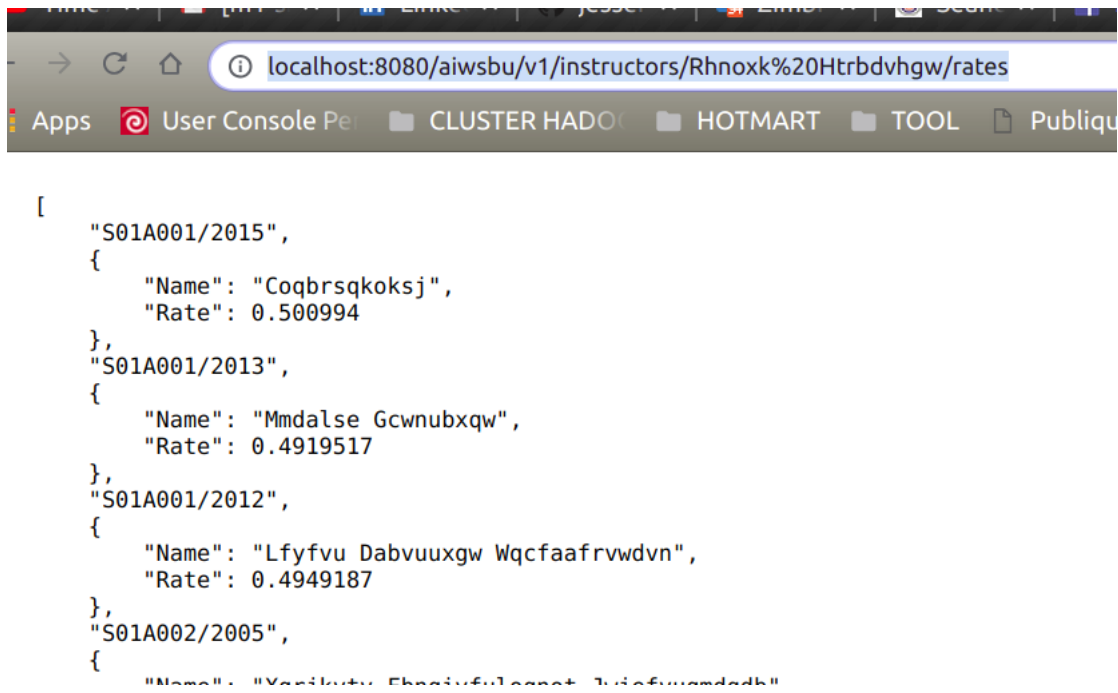 localhost:8080/aiwsbu/v1/instructors/Rhnoxk%20Htrbdvhgw/rates
Apps User Console Pe CLUSTER HADO HOTMART TOOL Publiqu
[
"S01A001/2015",
{
"Name": "Coqbrsqkoksj",
"Rate": 0.500994
},
"S01A001/2013",
{
"Name": "Mmdalse Gcwnubxqw",
"Rate": 0.4919517
},
"S01A001/2012",
{
"Name": "Lfyfvu Dabvuuxgw Wqcfaafrvwdvn",
"Rate": 0.4949187
},
"S01A002/2005",
{
"Name":